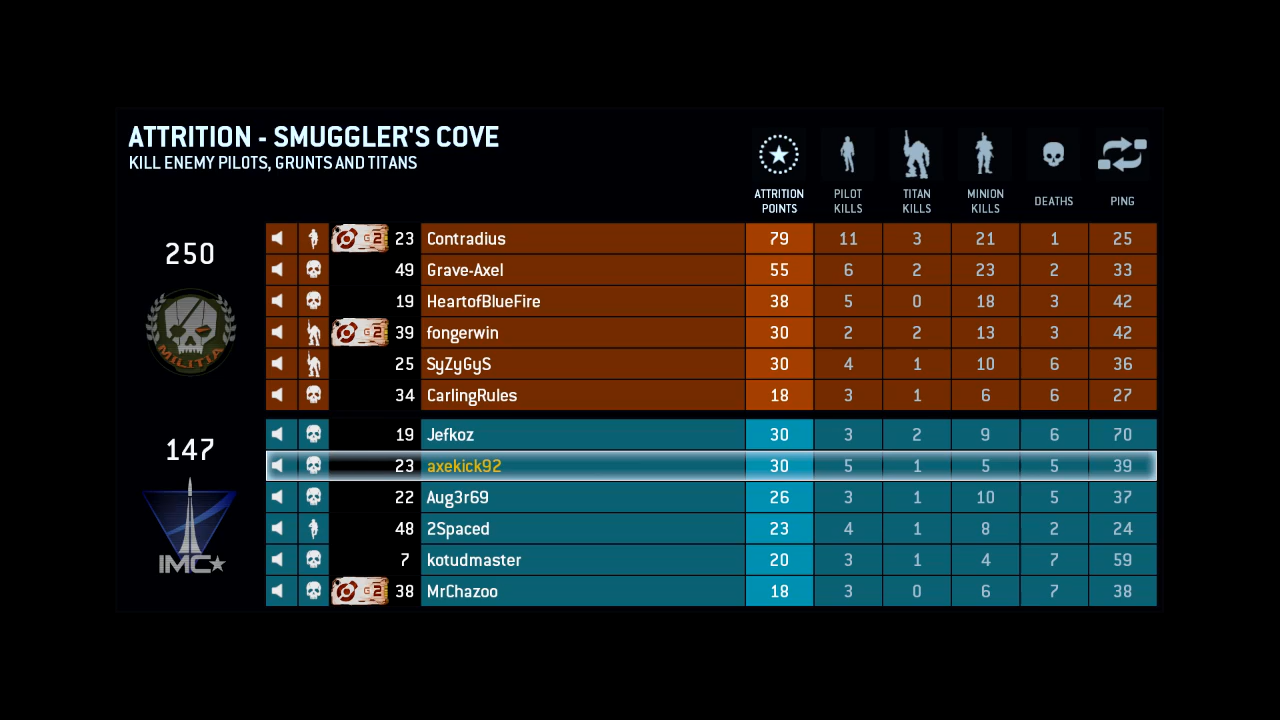 ATTRITION - SMUGGLER'S COVE
KILL ENEMY PILOTS, GRUNTS AND TITANS
ATTRITION POINTS PILOT KILLS TITAN KILLS MINION KILLS DEATHS PING
250
MILITIA
G2 23 Contradius 79 11 3 21 1 25
49 Grave-Axel 55 6 2 23 2 33
19 HeartofBlueFire 38 5 0 18 3 42
G2 39 fongerwin 30 2 2 13 3 42
25 SyZyGyS 30 4 1 10 6 36
34 CarlingRules 18 3 1 6 6 27
147
IMC
19 Jefkoz 30 3 2 9 6 70
23 axekick92 30 5 1 5 5 39
22 Aug3r69 26 3 1 10 5 37
48 2Spaced 23 4 1 8 2 24
7 kotudmaster 20 3 1 4 7 59
G2 38 MrChazoo 18 3 0 6 7 38